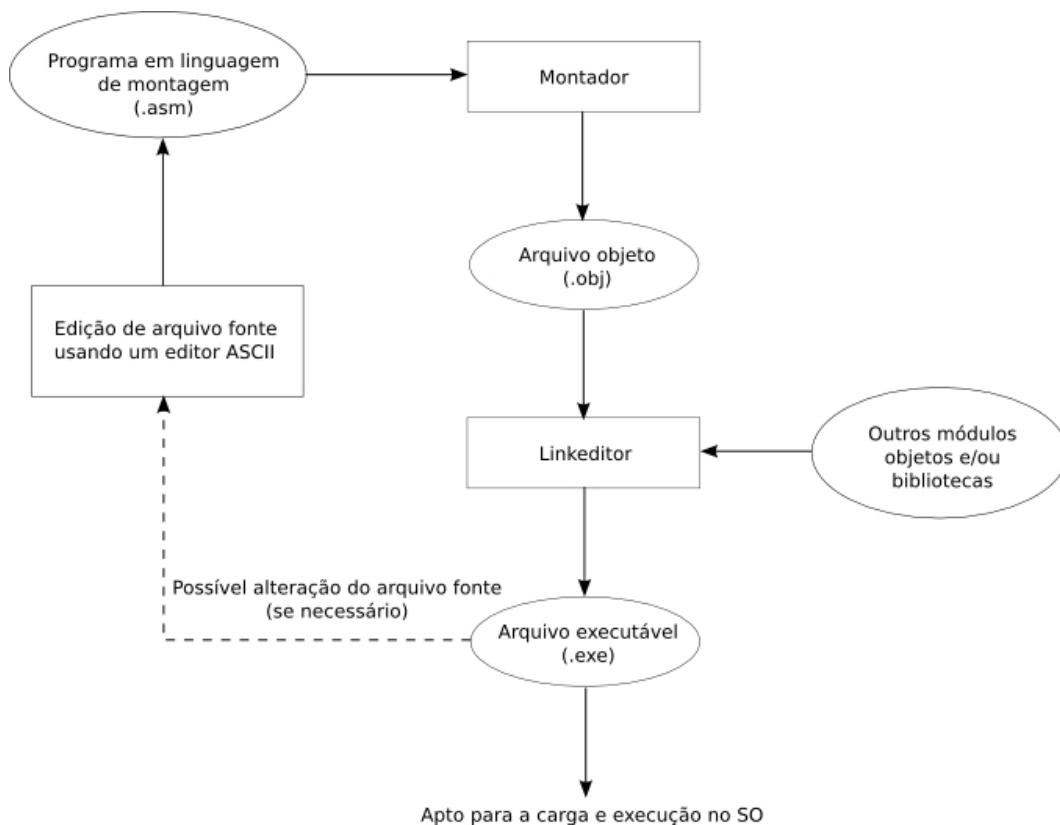 Programa em linguagem
de montagem
(.asm)
Montador
Arquivo objeto
(.obj)
Edição de arquivo fonte
usando um editor ASCII
Linkeditor
Outros módulos
objetos e/ou
bibliotecas
Possível alteração do arquivo fonte
(se necessário)
Arquivo executável
(.exe)
Apto para a carga e execução no SO